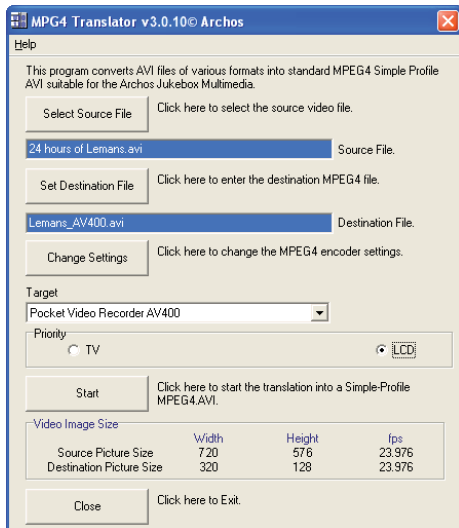 MPG4 Translator v3.0.10© Archos
Help
This program converts AVI files of various formats into standard MPEG4 Simple Profile
AVI suitable for the Archos Jukebox Multimedia.
Select Source File
Click here to select the source video file.
24 hours of Lemans.avi
Source File.
Set Destination File
Click here to enter the destination MPEG4 file.
Lemans_AV400.avi
Destination File.
Change Settings
Click here to change the MPEG4 encoder settings.
Target
Pocket Video Recorder AV400
Priority
TV
LCD
Start
Click here to start the translation into a Simple-Profile
MPEG4.AVI.
Video Image Size
Width Height fps
Source Picture Size 720 576 23.976
Destination Picture Size 320 128 23.976
Close
Click here to Exit.